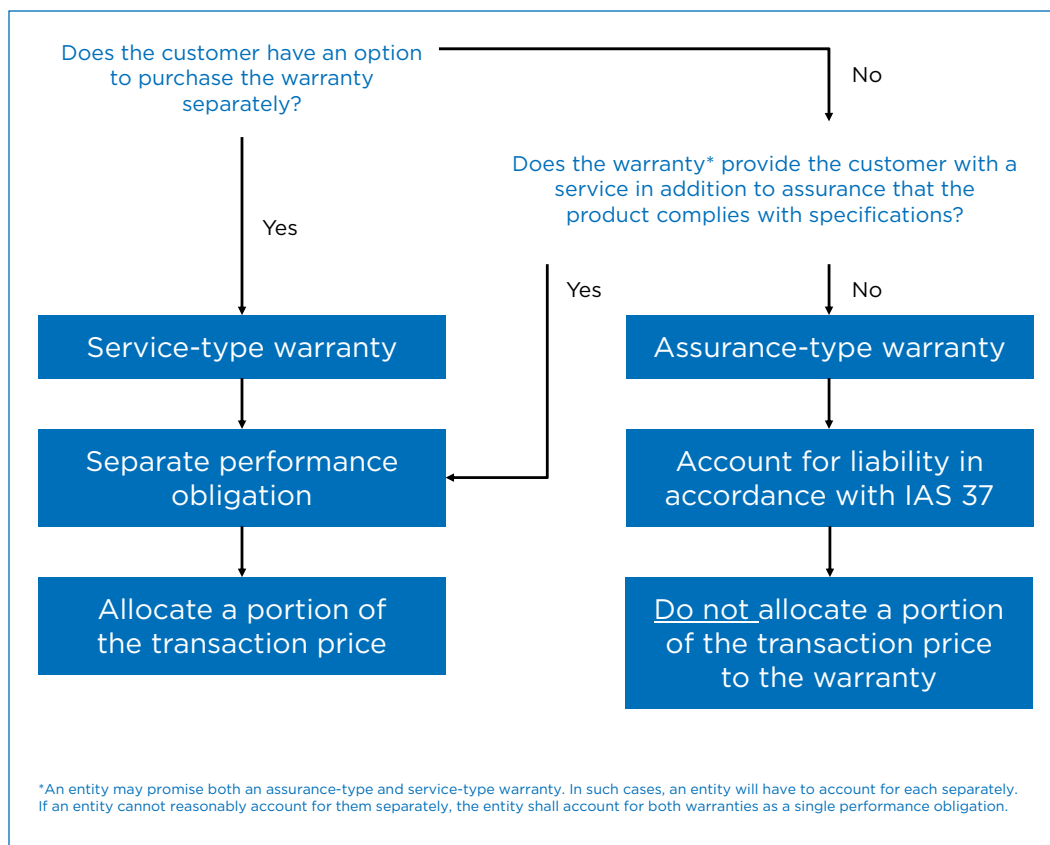 Does the customer have an option
to purchase the warranty
separately?
No
Does the warranty* provide the customer with a
service in addition to assurance that the
product complies with specifications?
Yes
Yes
No
Service-type warranty
Assurance-type warranty
Separate performance
obligation
Account for liability in
accordance with IAS 37
Allocate a portion of
the transaction price
Do not allocate a portion
of the transaction price
to the warranty
*An entity may promise both an assurance-type and service-type warranty. In such cases, an entity will have to account for each separately.
If an entity cannot reasonably account for them separately, the entity shall account for both warranties as a single performance obligation.